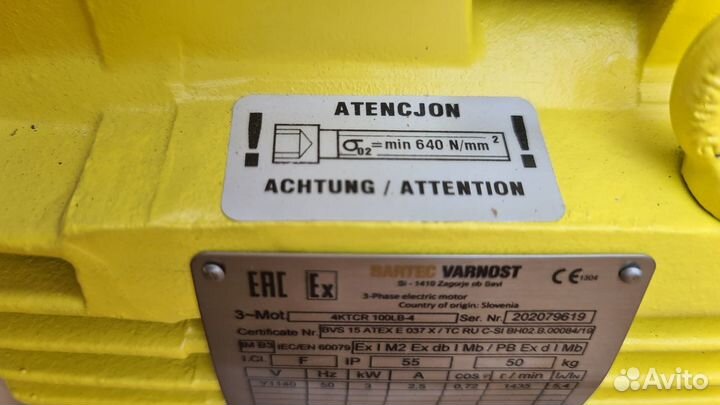 ATENCJON
! σ02 = min 640 N/mm² !
ACHTUNG / ATTENTION
EAC Ex BARTEC VARNOST CE 1304
SI - 1410 Zagorje ob Savi
3-Phase electric motor
Country of origin: Slovenia
3~Mot. 4KTCR 100LB-4 Ser. Nr. 202079619
Certificate Nr. BVS 15 ATEX E 037 X / TC RU C-SI BH02.B.00084/19
IM B3 IEC/EN 60079 Ex I M2 Ex db I Mb / PB Ex d I Mb
I.Cl. F IP 55 50 kg
V Hz kW A cos φ r / min IA/IN
Y1140 50 3 2,5 0,72 1435 5,4
Avito